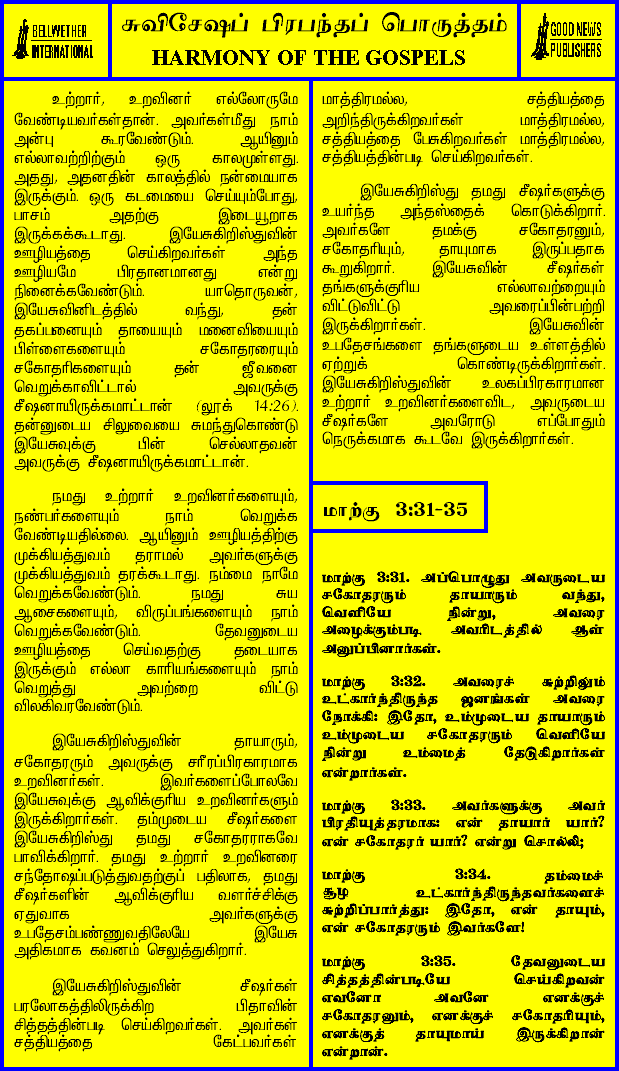 BELLWETHER
INTERNATIONAL
சுவிசேஷப் பிரபந்தப் பொருத்தம்
HARMONY OF THE GOSPELS
GOOD NEWS
PUBLISHERS
உற்றார், உறவினர் எல்லோருமே
வேண்டியவர்கள்தான். அவர்கள்மீது நாம்
அன்பு கூரவேண்டும். ஆயினும்
எல்லாவற்றிற்கும் ஒரு காலமுள்ளது.
அதது, அதனதின் காலத்தில் நன்மையாக
இருக்கும். ஒரு கடமையை செய்யும்போது,
பாசம் அதற்கு இடையூறாக
இருக்கக்கூடாது. இயேசுகிறிஸ்துவின்
ஊழியத்தை செய்கிறவர்கள் அந்த
ஊழியமே பிரதானமானது என்று
நினைக்கவேண்டும். யாதொருவன்,
இயேசுவினிடத்தில் வந்து, தன்
தகப்பனையும் தாயையும் மனைவியையும்
பிள்ளைகளையும் சகோதரரையும்
சகோதரிகளையும் தன் ஜீவனை
வெறுக்காவிட்டால் அவருக்கு
சீஷனாயிருக்கமாட்டான் (லூக் 14:26).
தன்னுடைய சிலுவையை சுமந்துகொண்டு
இயேசுவுக்கு பின் செல்லாதவன்
அவருக்கு சீஷனாயிருக்கமாட்டான்.
நமது உற்றார் உறவினர்களையும்,
நண்பர்களையும் நாம் வெறுக்க
வேண்டியதில்லை. ஆயினும் ஊழியத்திற்கு
முக்கியத்துவம் தராமல் அவர்களுக்கு
முக்கியத்துவம் தரக்கூடாது. நம்மை நாமே
வெறுக்கவேண்டும். நமது சுய
ஆசைகளையும், விருப்பங்களையும் நாம்
வெறுக்கவேண்டும். தேவனுடைய
ஊழியத்தை செய்வதற்கு தடையாக
இருக்கும் எல்லா காரியங்களையும் நாம்
வெறுத்து அவற்றை விட்டு
விலகிவரவேண்டும்.
இயேசுகிறிஸ்துவின் தாயாரும்,
சகோதரரும் அவருக்கு சரீரப்பிரகாரமாக
உறவினர்கள். இவர்களைப்போலவே
இயேசுவுக்கு ஆவிக்குரிய உறவினர்களும்
இருக்கிறார்கள். தம்முடைய சீஷர்களை
இயேசுகிறிஸ்து தமது சகோதரராகவே
பாவிக்கிறார். தமது உற்றார் உறவினரை
சந்தோஷப்படுத்துவதற்குப் பதிலாக, தமது
சீஷர்களின் ஆவிக்குரிய வளர்ச்சிக்கு
ஏதுவாக அவர்களுக்கு
உபதேசம்பண்ணுவதிலேயே இயேசு
அதிகமாக கவனம் செலுத்துகிறார்.
இயேசுகிறிஸ்துவின் சீஷர்கள்
பரலோகத்திலிருக்கிற பிதாவின்
சித்தத்தின்படி செய்கிறவர்கள். அவர்கள்
சத்தியத்தை கேட்பவர்கள்
மாத்திரமல்ல, சத்தியத்தை
அறிந்திருக்கிறவர்கள் மாத்திரமல்ல,
சத்தியத்தை பேசுகிறவர்கள் மாத்திரமல்ல,
சத்தியத்தின்படி செய்கிறவர்கள்.
இயேசுகிறிஸ்து தமது சீஷர்களுக்கு
உயர்ந்த அந்தஸ்தைக் கொடுக்கிறார்.
அவர்களே தமக்கு சகோதரனும்,
சகோதரியும், தாயுமாக இருப்பதாக
கூறுகிறார். இயேசுவின் சீஷர்கள்
தங்களுக்குரிய எல்லாவற்றையும்
விட்டுவிட்டு அவரைப்பின்பற்றி
இருக்கிறார்கள். இயேசுவின்
உபதேசங்களை தங்களுடைய உள்ளத்தில்
ஏற்றுக் கொண்டிருக்கிறார்கள்.
இயேசுகிறிஸ்துவின் உலகப்பிரகாரமான
உற்றார் உறவினர்களைவிட, அவருடைய
சீஷர்களே அவரோடு எப்போதும்
நெருக்கமாக கூடவே இருக்கிறார்கள்.
மாற்கு 3:31-35
மாற்கு 3:31. அப்பொழுது அவருடைய
சகோதரரும் தாயாரும் வந்து,
வெளியே நின்று, அவரை
அழைக்கும்படி அவரிடத்தில் ஆள்
அனுப்பினார்கள்.
மாற்கு 3:32. அவரைச் சுற்றிலும்
உட்கார்ந்திருந்த ஜனங்கள் அவரை
நோக்கி: இதோ, உம்முடைய தாயாரும்
உம்முடைய சகோதரரும் வெளியே
நின்று உம்மைத் தேடுகிறார்கள்
என்றார்கள்.
மாற்கு 3:33. அவர்களுக்கு அவர்
பிரதியுத்தரமாக: என் தாயார் யார்?
என் சகோதரர் யார்? என்று சொல்லி;
மாற்கு 3:34. தம்மைச்
சூழ உட்கார்ந்திருந்தவர்களைச்
சுற்றிப்பார்த்து: இதோ, என் தாயும்,
என் சகோதரரும் இவர்களே!
மாற்கு 3:35. தேவனுடைய
சித்தத்தின்படியே செய்கிறவன்
எவனோ அவனே எனக்குச்
சகோதரனும், எனக்குச் சகோதரியும்,
எனக்குத் தாயுமாய் இருக்கிறான்
என்றான்.